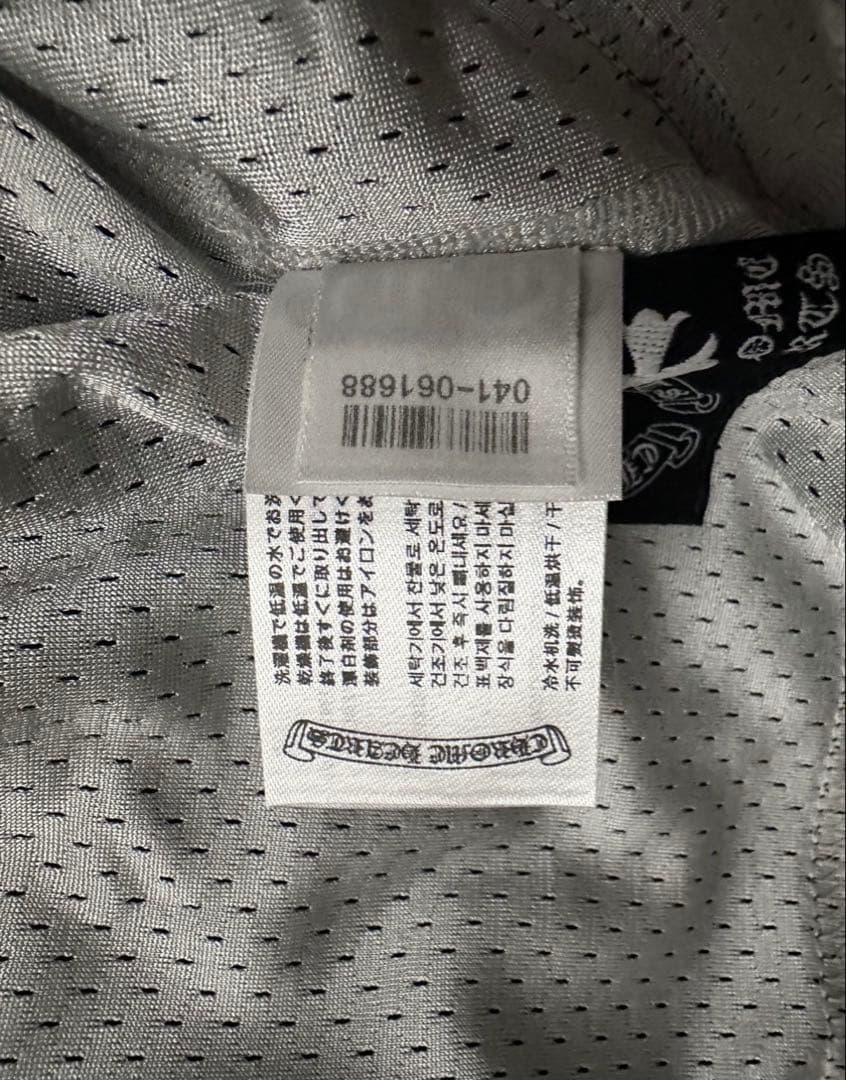 041-061688
洗濯機で低温の水でお
乾燥機は低温でご使用く
終了後すぐに取り出して
漂白剤の使用はお避けく
装飾部分はアイロンをあ
세탁기에서 찬물로 세탁
건조기에서 낮은 온도로
건조 후 즉시 빼내세요/
표백제를 사용하지 마세
장식을 다림질하지 마십
冷水机洗 / 低温烘干 / 干
不可熨烫装饰。
CHROME HEARTS
OME
RTS